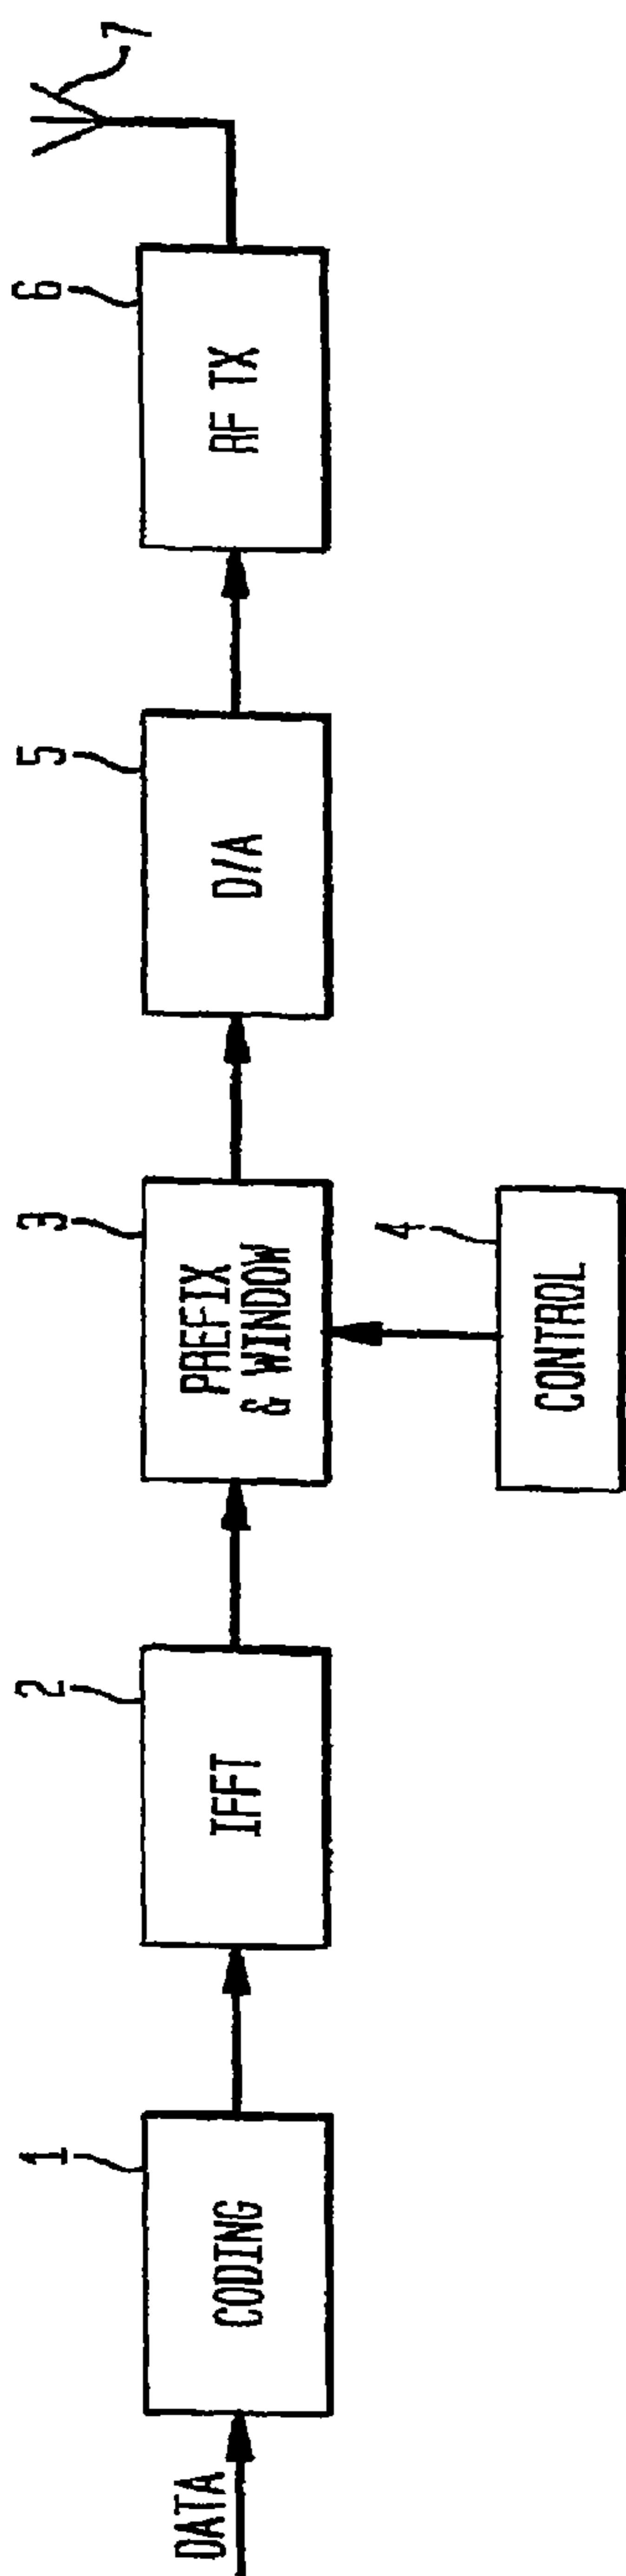 DATA
1
CODING
2
IFFT
3
PREFIX
& WINDOW
4
CONTROL
5
D/A
6
RF TX
7